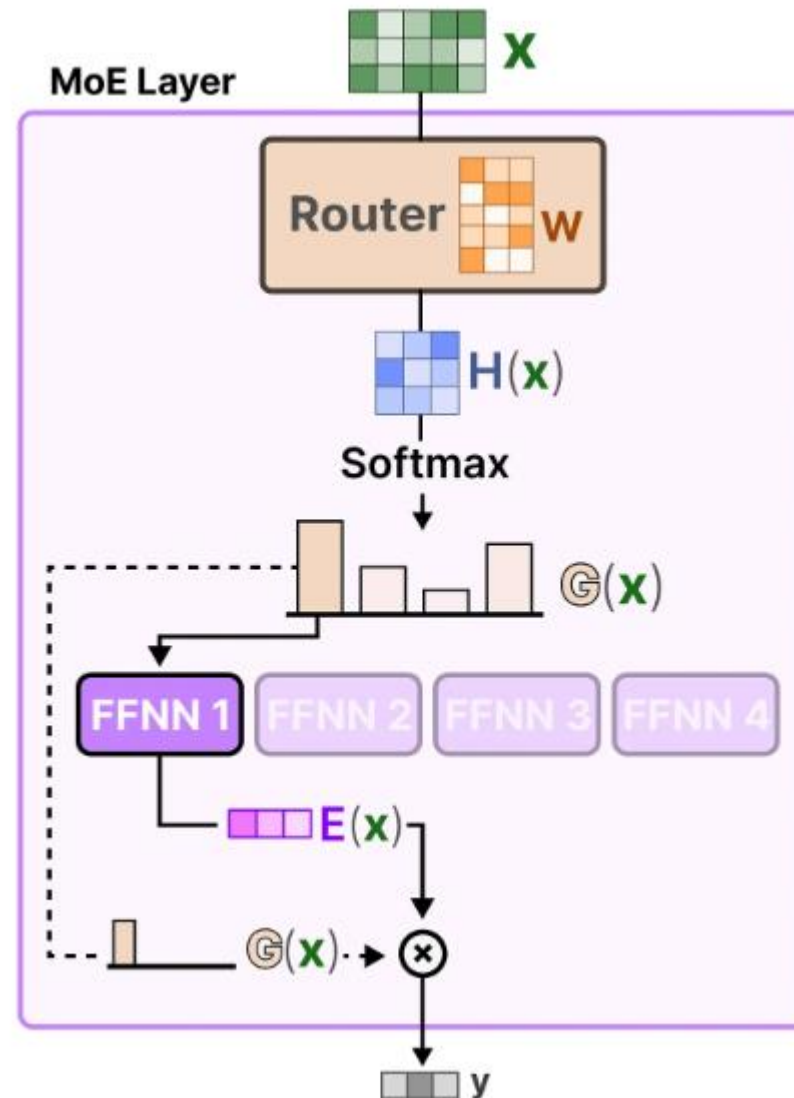 X
MoE Layer
Router W
H(x)
Softmax
G(x)
FFNN 1 FFNN 2 FFNN 3 FFNN 4
E(x)
G(x)
y